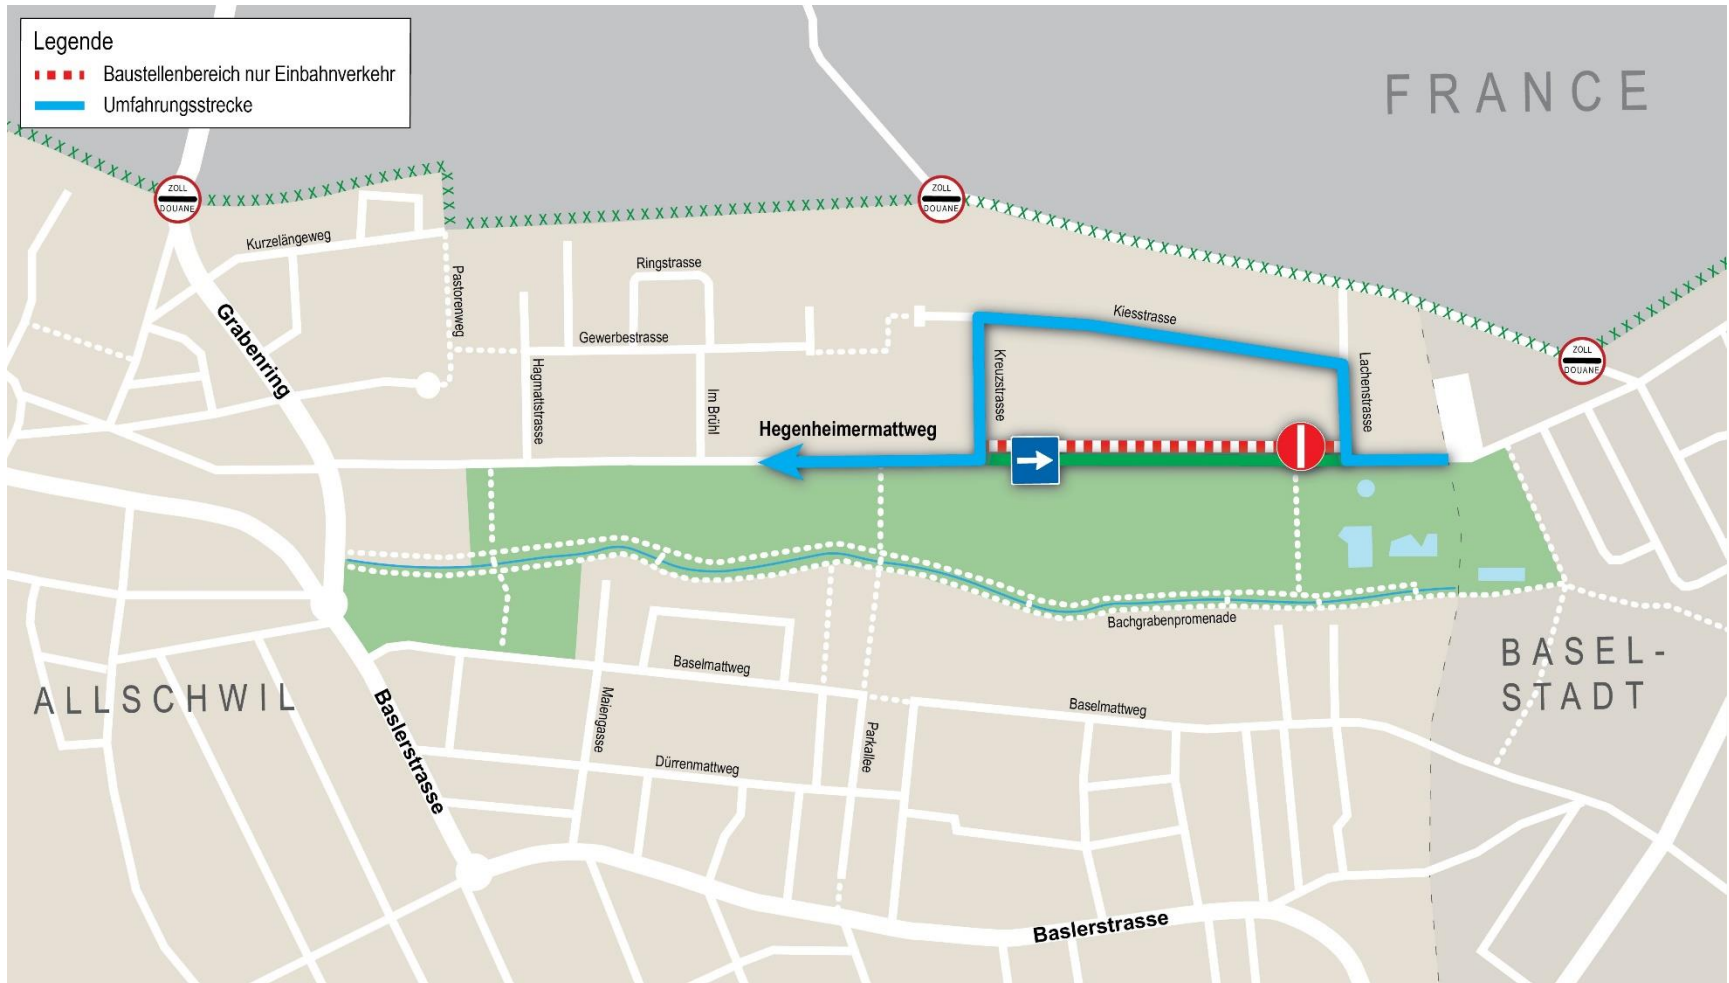 Legende
Baustellenbereich nur Einbahnverkehr
Umfahrungsstrecke
FRANCE
ZOLL
DOUANE
ZOLL
DOUANE
Kurzelängeweg
Ringstrasse
Pastorenweg
Grabenring
Gewerbestrasse
Kiesstrasse
ZOLL
DOUANE
Hagmattstrasse
Im Brühl
Kreuzstrasse
Lachenstrasse
Hegenheimermattweg
Bachgrabenpromenade
BASEL-
STADT
ALLSCHWIL
Baselmattweg
Baselmattweg
Maiengasse
Parkallee
Baslerstrasse
Dürrenmattweg
Baslerstrasse